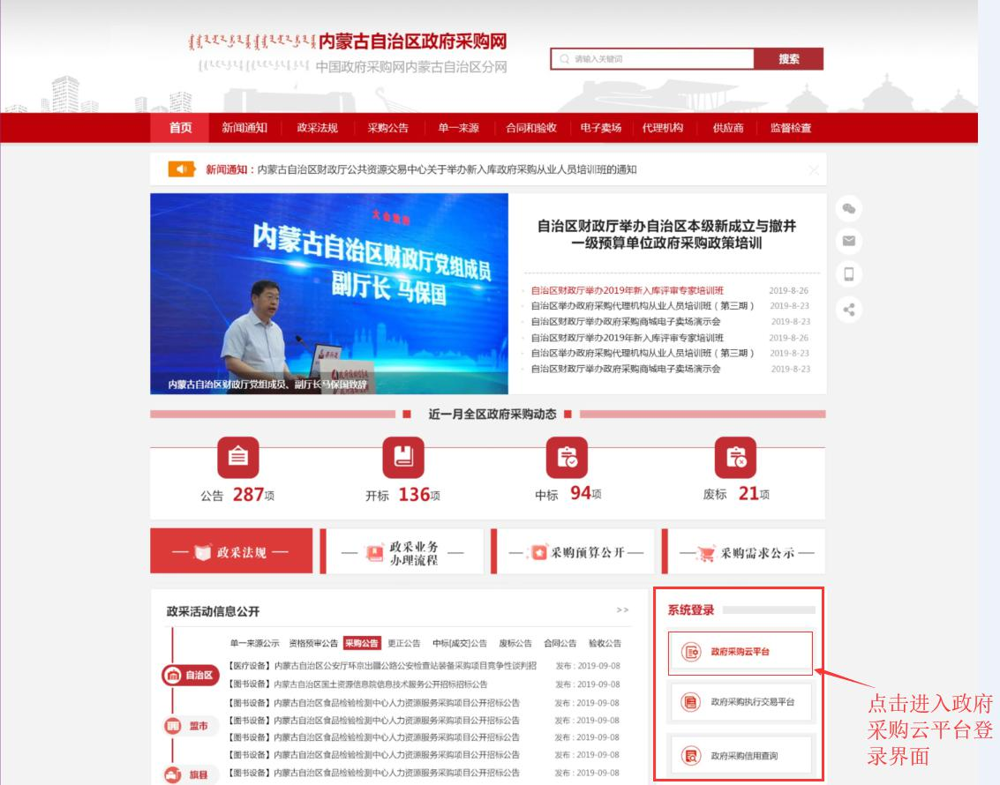 内蒙古自治区政府采购网
中国政府采购网内蒙古自治区分网
请输入关键词
搜索
首页 新闻通知 政采法规 采购公告 单一来源 合同和验收 电子卖场 代理机构 供应商 监督检查
新闻通知：内蒙古自治区财政厅公共资源交易中心关于举办新入库政府采购从业人员培训班的通知
内蒙古自治区财政厅党组成员
副厅长 马保国
内蒙古自治区财政厅党组成员、副厅长马保国致辞
自治区财政厅举办自治区本级新成立与撤并
一级预算单位政府采购政策培训
自治区财政厅举办2019年新入库评审专家培训班 2019-8-26
自治区举办政府采购代理机构从业人员培训班（第三期） 2019-8-23
自治区财政厅举办政府采购商城电子卖场演示会 2019-8-23
自治区财政厅举办2019年新入库评审专家培训班 2019-8-26
自治区举办政府采购代理机构从业人员培训班（第三期） 2019-8-23
自治区财政厅举办政府采购商城电子卖场演示会 2019-8-23
近一月全区政府采购动态
公告 287项 开标 136项 中标 94项 废标 21项
政采法规
政采业务
办理流程
采购预算公开
采购需求公示
政采活动信息公开 >>
单一来源公示 资格预审公告 采购公告 更正公告 中标[成交]公告 废标公告 合同公告 验收公告
自治区
盟市
旗县
【医疗设备】内蒙古自治区公安厅环京出疆公路公安检查站装备采购项目竞争性谈判招 发布：2019-09-08
【图书设备】内蒙古自治区国土资源信息院信息技术服务公开招标招标公告 发布：2019-09-08
【图书设备】内蒙古自治区食品检验检测中心人力资源服务采购项目公开招标公告 发布：2019-09-08
【图书设备】内蒙古自治区食品检验检测中心人力资源服务采购项目公开招标公告 发布：2019-09-08
【图书设备】内蒙古自治区食品检验检测中心人力资源服务采购项目公开招标公告 发布：2019-09-08
【图书设备】内蒙古自治区食品检验检测中心人力资源服务采购项目公开招标公告 发布：2019-09-08
【图书设备】内蒙古自治区食品检验检测中心人力资源服务采购项目公开招标公告 发布：2019-09-08
系统登录
政府采购云平台
政府采购执行交易平台
政府采购信用查询
点击进入政府
采购云平台登
录界面